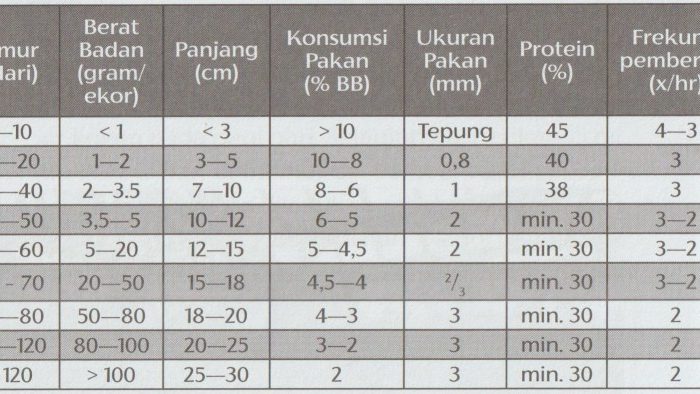 mur
Berat
Badan
(gram/
ekor)
Panjang
(cm)
Konsumsi
Pakan
(% BB)
Ukuran
Pakan
(mm)
Protein
(%)
Frekue
pember
(x/hr)
—10 < 1 < 3 > 10 Tepung 45 4—3
—20 1—2 3—5 10—8 0,8 40 3
—40 2—3.5 7—10 8—6 1 38 3
—50 3,5—5 10—12 6—5 2 min. 30 3—2
—60 5—20 12—15 5—4,5 2 min. 30 3—2
- 70 20—50 15—18 4,5—4 2/3 min. 30 3—2
—80 50—80 18—20 4—3 3 min. 30 2
—120 80—100 20—25 3—2 3 min. 30 2
120 > 100 25—30 2 3 min. 30 2